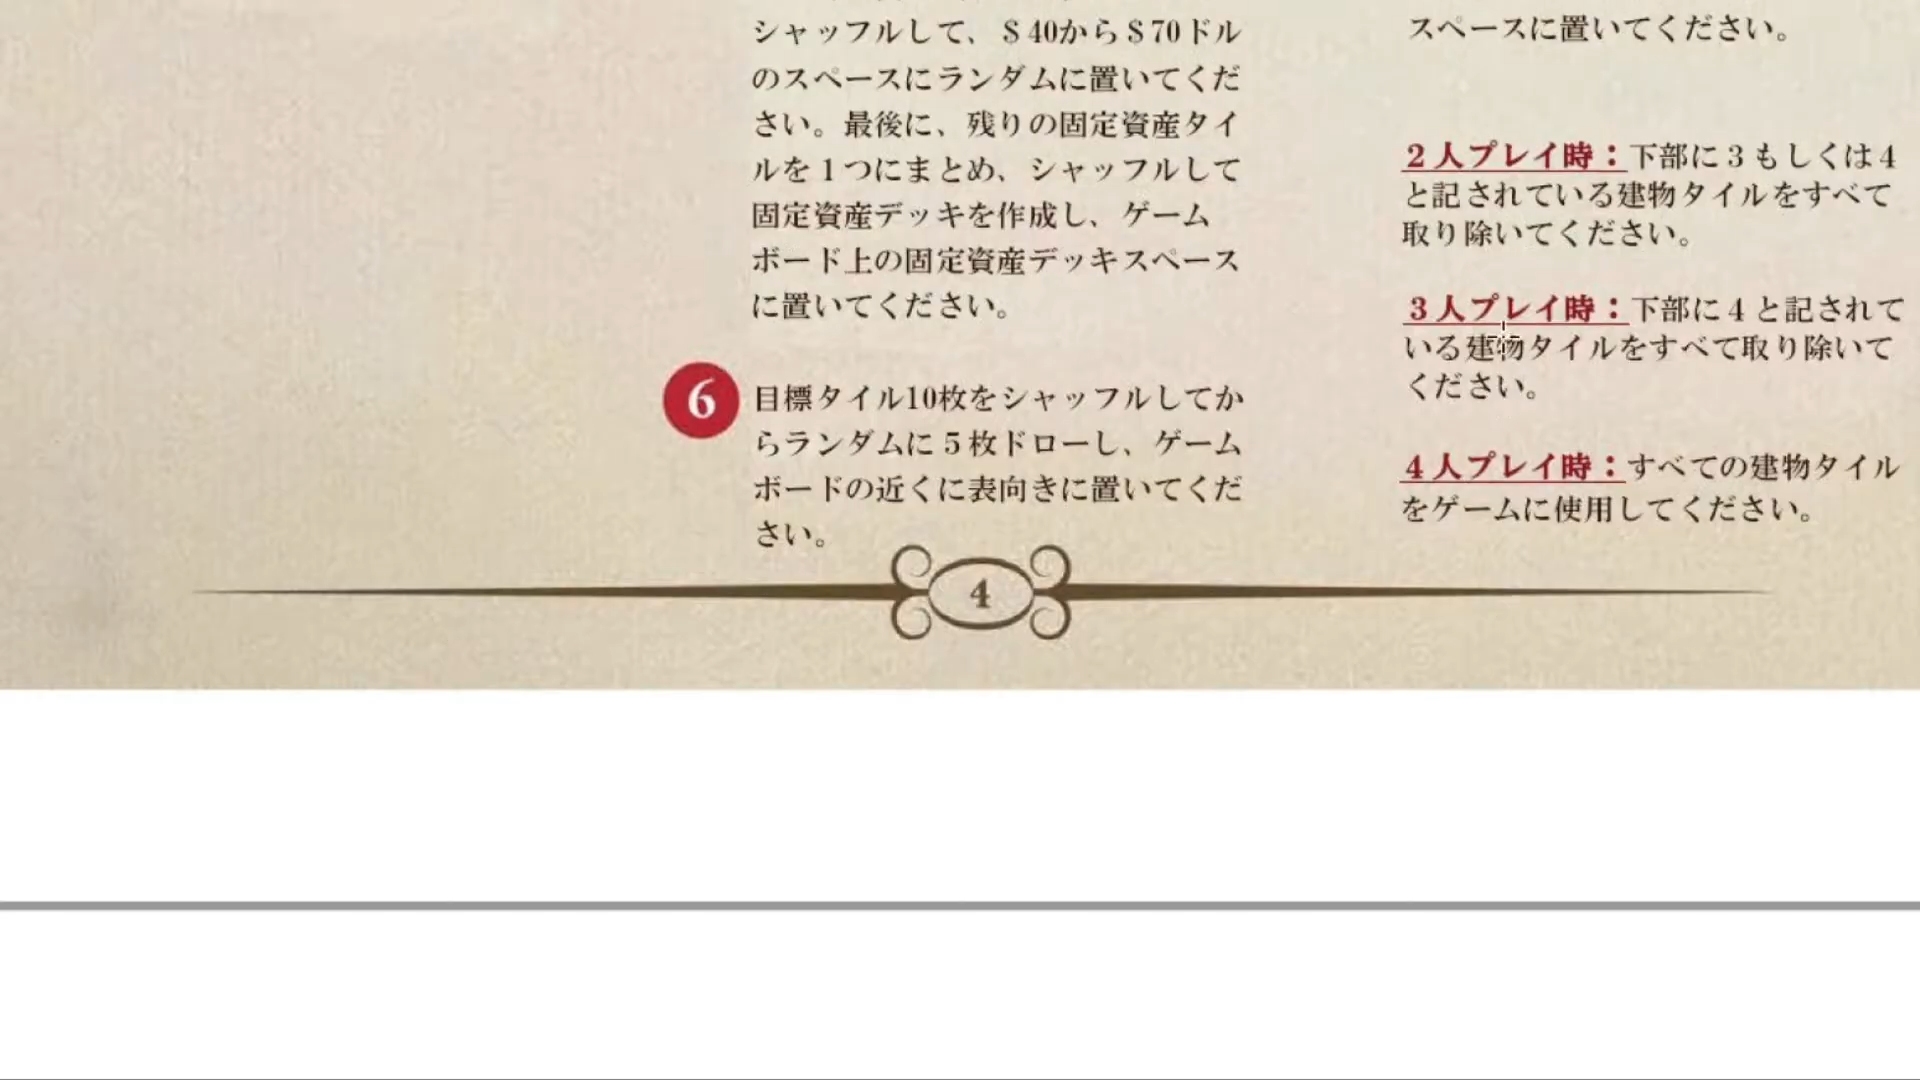 シャッフルして、＄40から＄70ドル
のスペースにランダムに置いてくだ
さい。最後に、残りの固定資産タイ
ルを１つにまとめ、シャッフルして
固定資産デッキを作成し、ゲーム
ボード上の固定資産デッキスペース
に置いてください。
6
目標タイル10枚をシャッフルしてか
らランダムに５枚ドローし、ゲーム
ボードの近くに表向きに置いてくだ
さい。
スペースに置いてください。
２人プレイ時：下部に３もしくは４
と記されている建物タイルをすべて
取り除いてください。
３人プレイ時：下部に４と記されて
いる建物タイルをすべて取り除いて
ください。
４人プレイ時：すべての建物タイル
をゲームに使用してください。
4